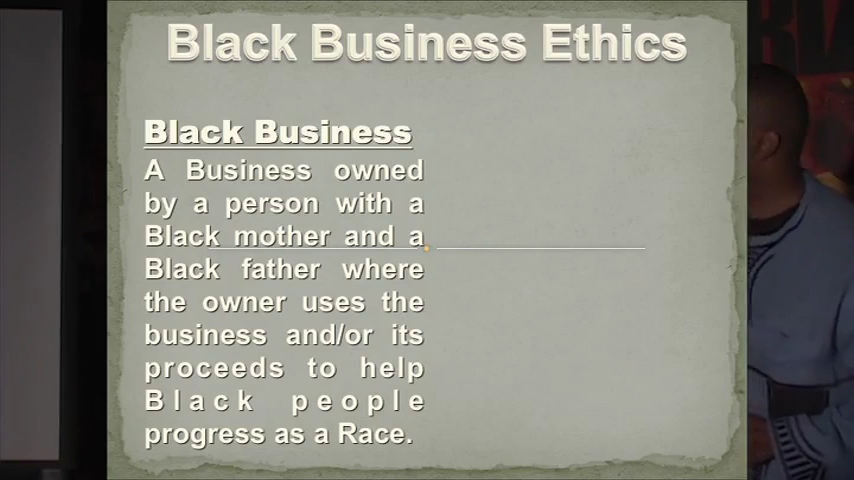 Black Business Ethics
Black Business
A Business owned
by a person with a
Black mother and a
Black father where
the owner uses the
business and/or its
proceeds to help
Black people
progress as a Race.